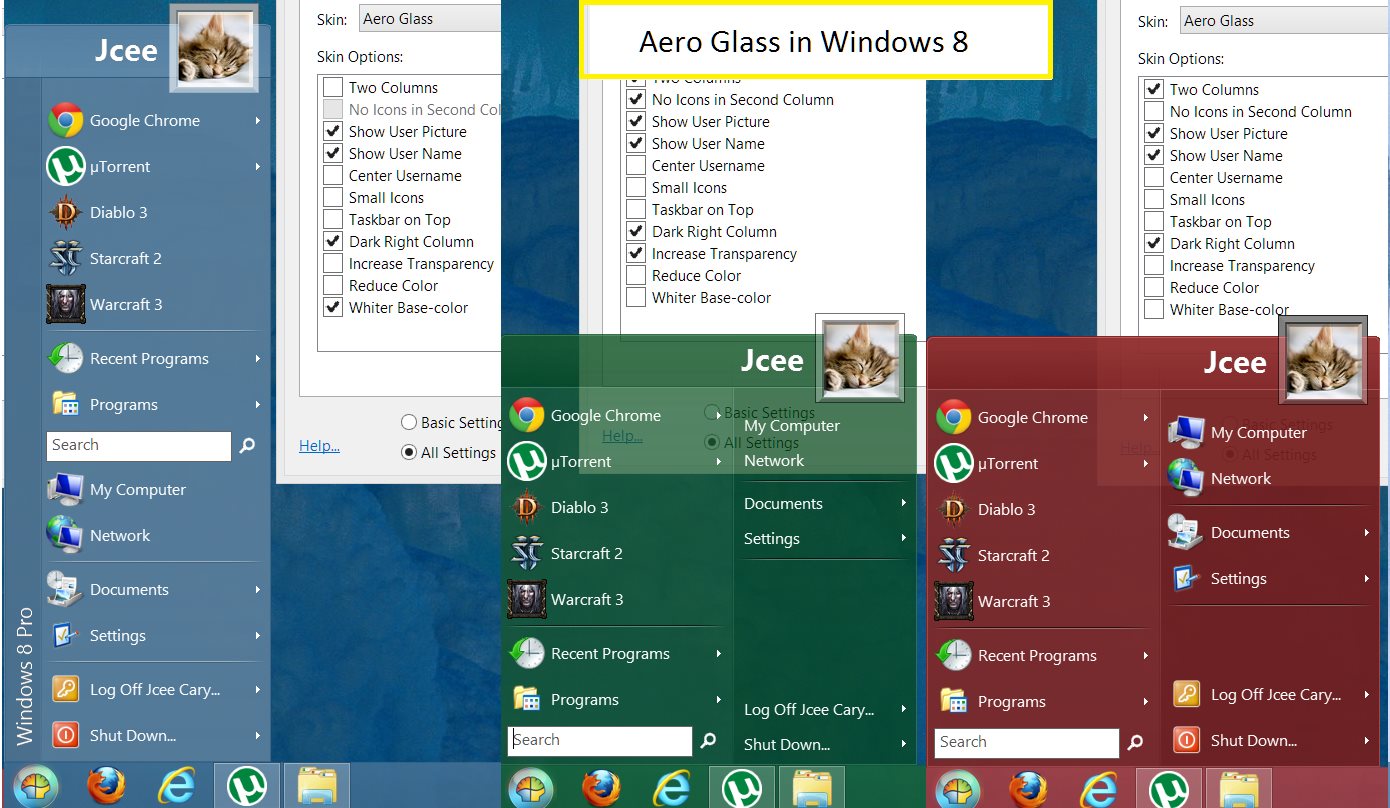 Jcee
Google Chrome
µTorrent
Diablo 3
Starcraft 2
Warcraft 3
Recent Programs
Programs
Search
My Computer
Network
Documents
Settings
Log Off Jcee Cary...
Shut Down...
Windows 8 Pro
Skin: Aero Glass
Skin Options:
Two Columns
No Icons in Second Col
Show User Picture
Show User Name
Center Username
Small Icons
Taskbar on Top
Dark Right Column
Increase Transparency
Reduce Color
Whiter Base-color
Basic Setting
Help...
All Settings
Aero Glass in Windows 8
Two Columns
No Icons in Second Column
Show User Picture
Show User Name
Center Username
Small Icons
Taskbar on Top
Dark Right Column
Increase Transparency
Reduce Color
Whiter Base-color
Jcee
Google Chrome
µTorrent
Diablo 3
Starcraft 2
Warcraft 3
Recent Programs
Programs
Search
Basic Settings
Help...
All Settings
My Computer
Network
Documents
Settings
Log Off Jcee Cary...
Shut Down...
Skin: Aero Glass
Skin Options:
Two Columns
No Icons in Second Column
Show User Picture
Show User Name
Center Username
Small Icons
Taskbar on Top
Dark Right Column
Increase Transparency
Reduce Color
Whiter Base-color
Jcee
Google Chrome
µTorrent
Diablo 3
Starcraft 2
Warcraft 3
Recent Programs
Programs
Search
Help...
All Settings
My Computer
Network
Documents
Settings
Log Off Jcee Cary...
Shut Down...